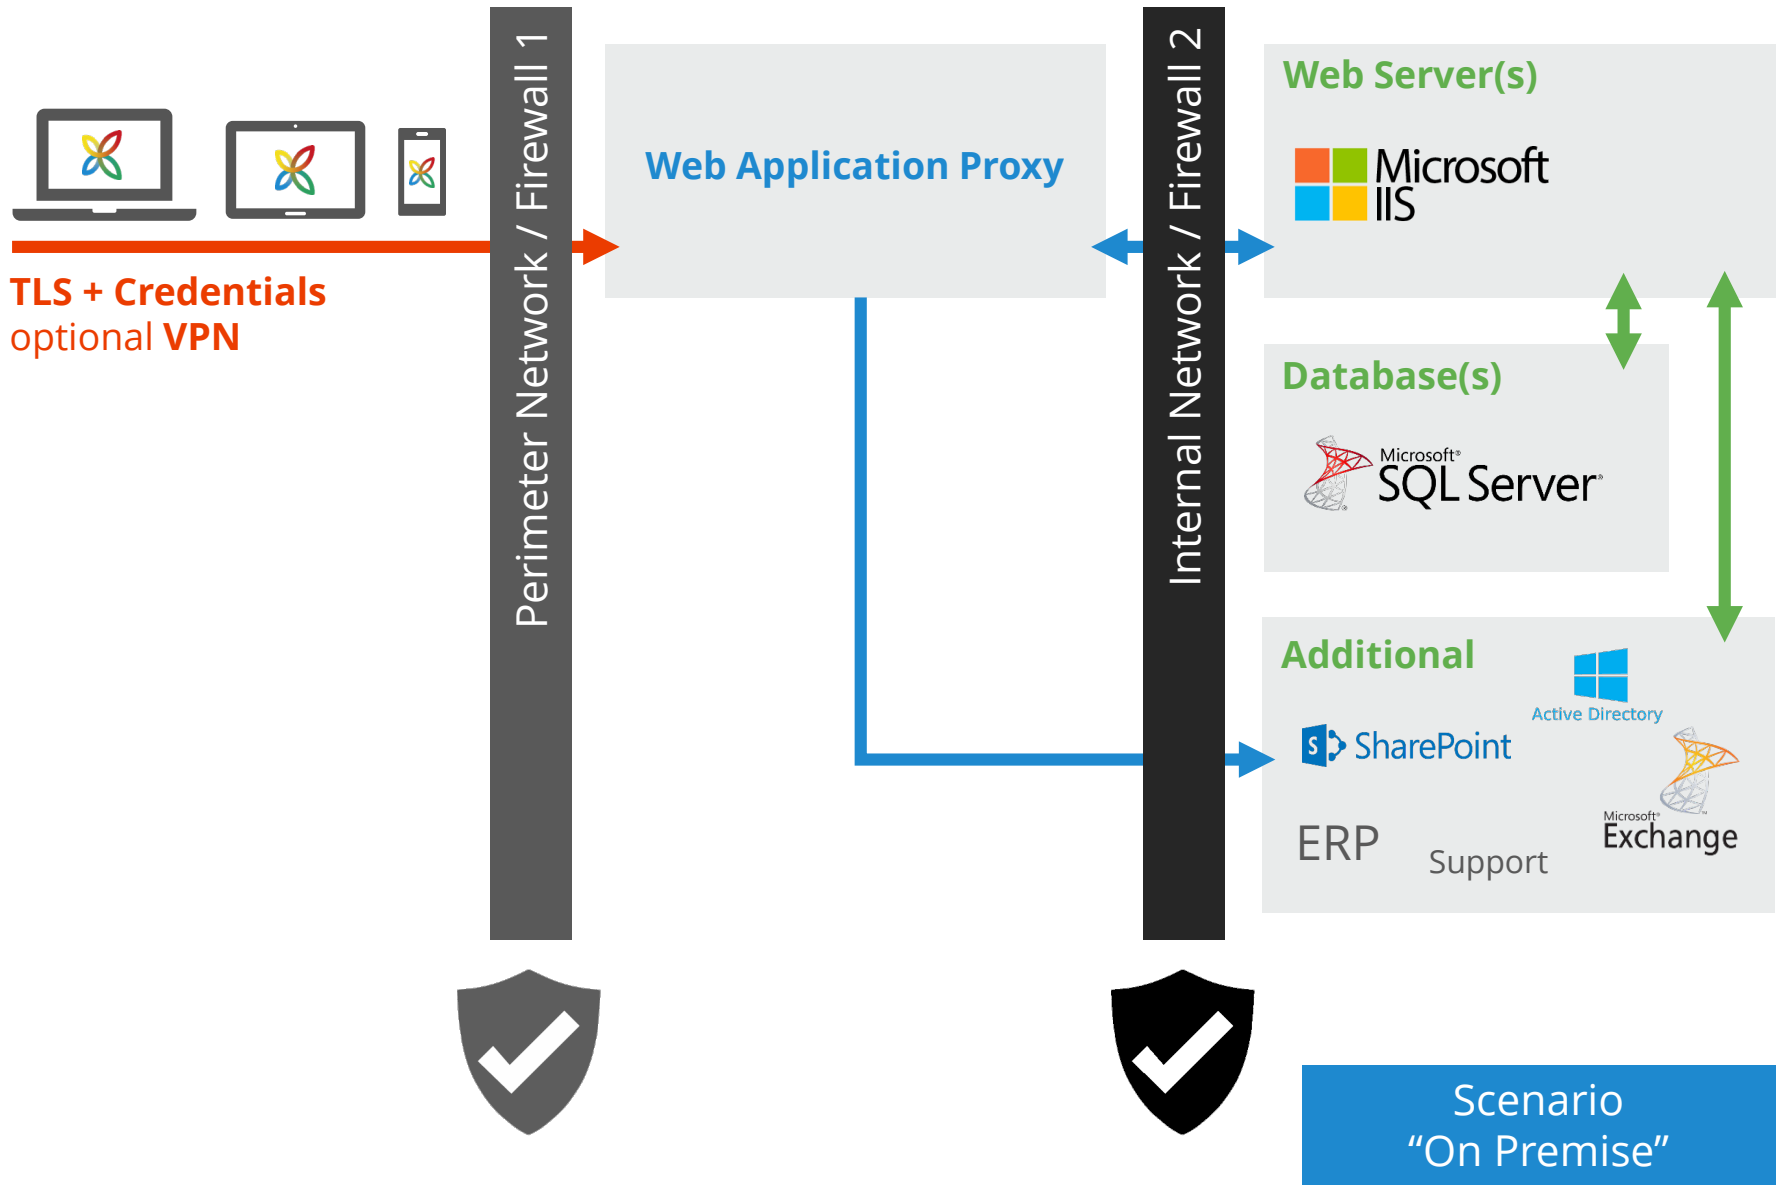 TLS + Credentials
optional VPN
Perimeter Network / Firewall 1
Web Application Proxy
Internal Network / Firewall 2
Web Server(s)
Microsoft
IIS
Database(s)
Microsoft®
SQL Server®
Additional
Active Directory
S SharePoint
Microsoft®
Exchange
ERP
Support
Scenario
“On Premise”